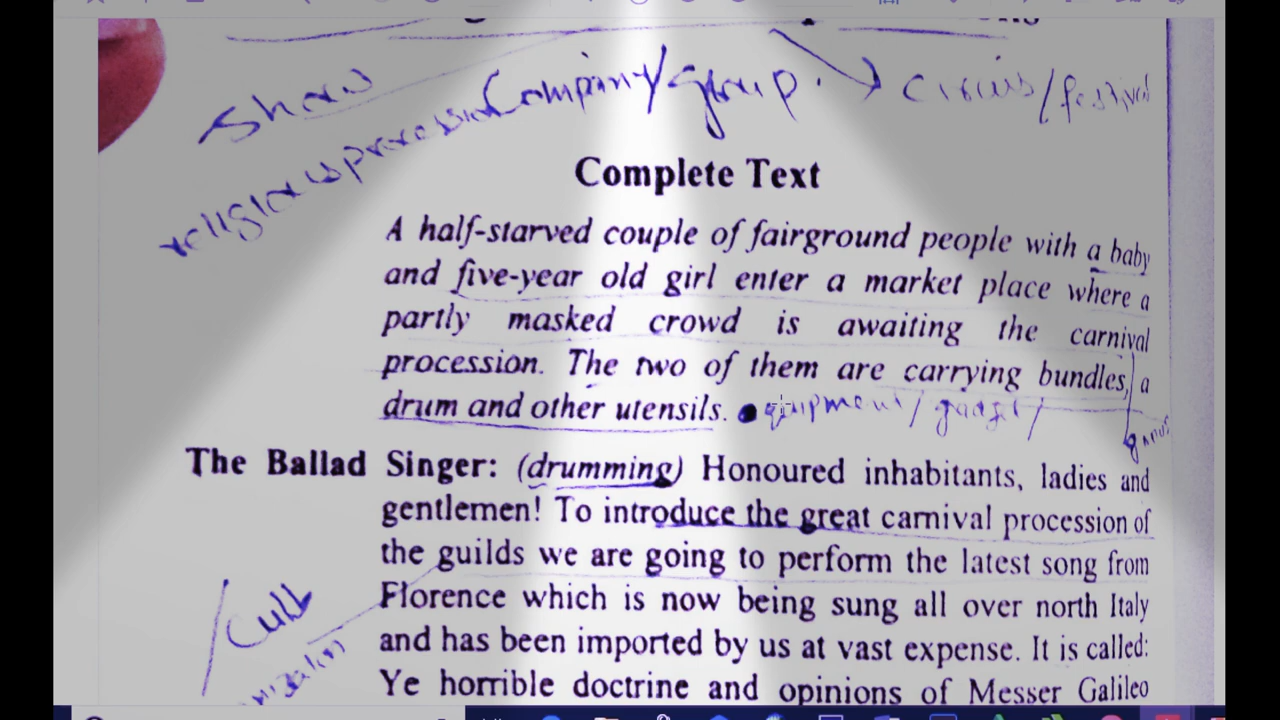 Show
Company/group. → circus/festival
religious procession
Complete Text
A half-starved couple of fairground people with a baby
and five-year old girl enter a market place where a
partly masked crowd is awaiting the carnival
procession. The two of them are carrying bundles, a
drum and other utensils. equipment/gadget/
The Ballad Singer: (drumming) Honoured inhabitants, ladies and
gentlemen! To introduce the great carnival procession of
the guilds we are going to perform the latest song from
Florence which is now being sung all over north Italy
and has been imported by us at vast expense. It is called:
Ye horrible doctrine and opinions of Messer Galileo